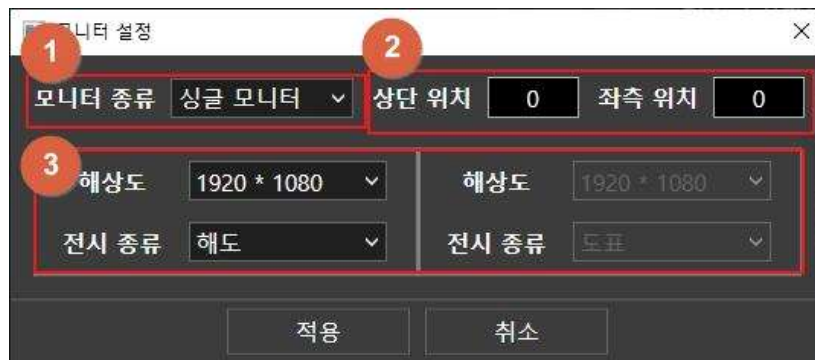 모니터 설정
1
2
모니터 종류 싱글 모니터 상단 위치 0 좌측 위치 0
3
해상도 1920 * 1080 해상도 1920 * 1080
전시 종류 해도 전시 종류 도표
적용 취소